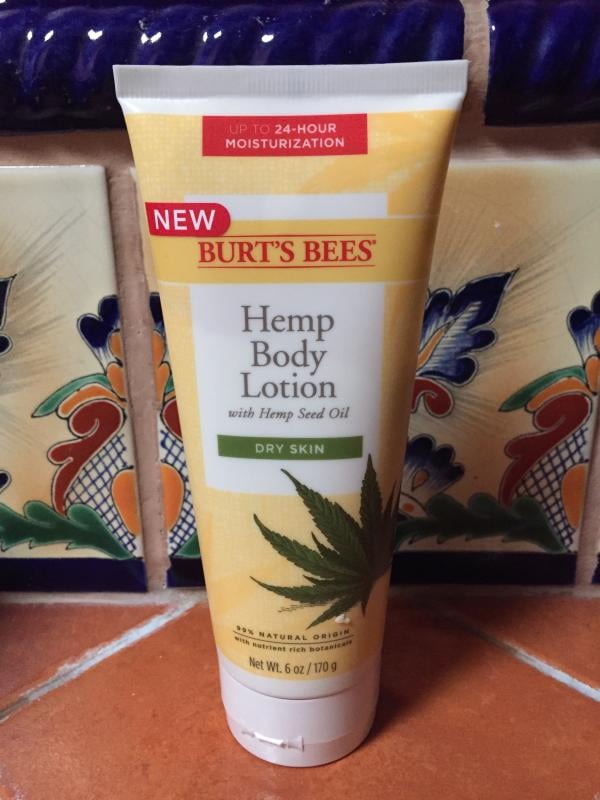 UP TO 24-HOUR
MOISTURIZATION
NEW
BURT'S BEES®
Hemp
Body
Lotion
with Hemp Seed Oil
DRY SKIN
99% NATURAL ORIGIN
with nutrient rich botanicals
Net Wt. 6 oz / 170 g